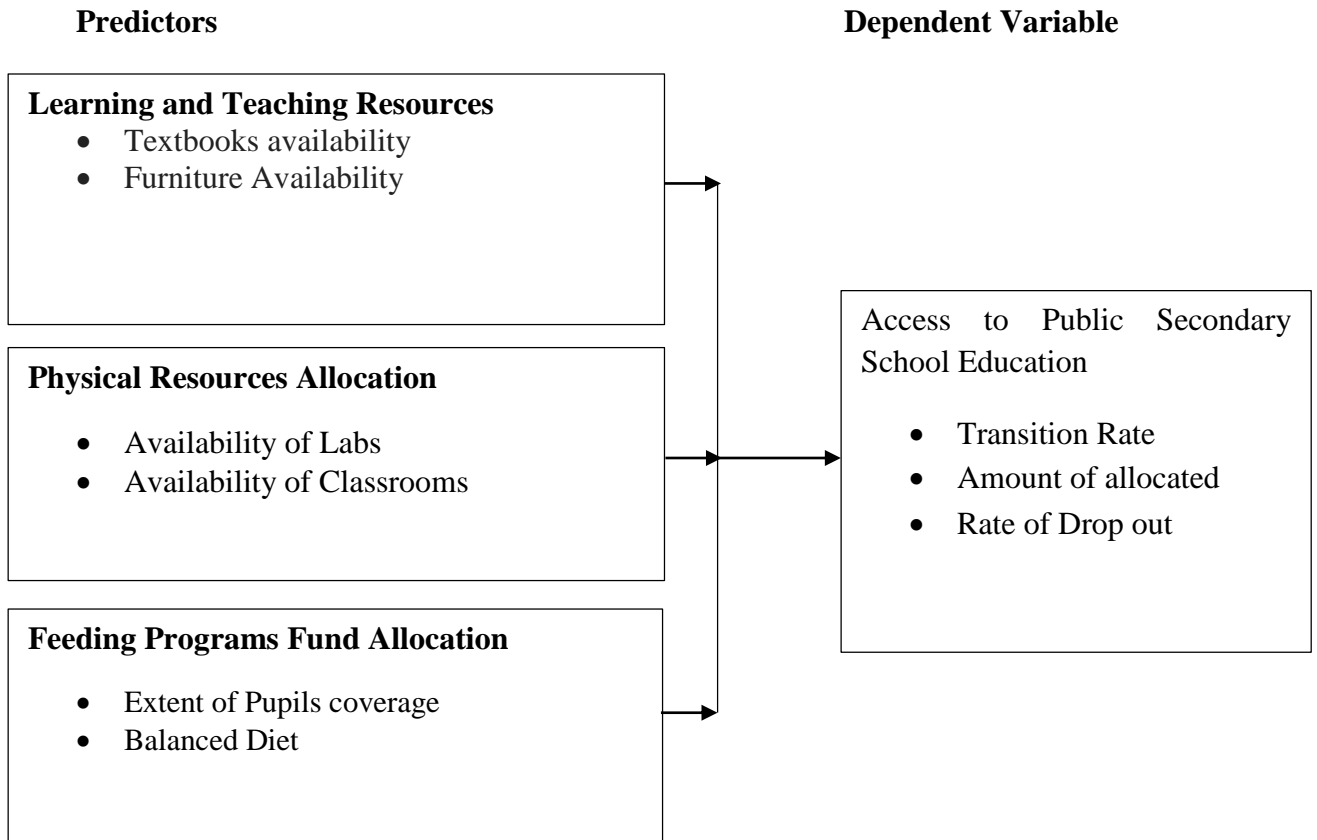 Predictors
Dependent Variable
Learning and Teaching Resources
• Textbooks availability
• Furniture Availability
Physical Resources Allocation
• Availability of Labs
• Availability of Classrooms
Feeding Programs Fund Allocation
• Extent of Pupils coverage
• Balanced Diet
Access to Public Secondary
School Education
• Transition Rate
• Amount of allocated
• Rate of Drop out